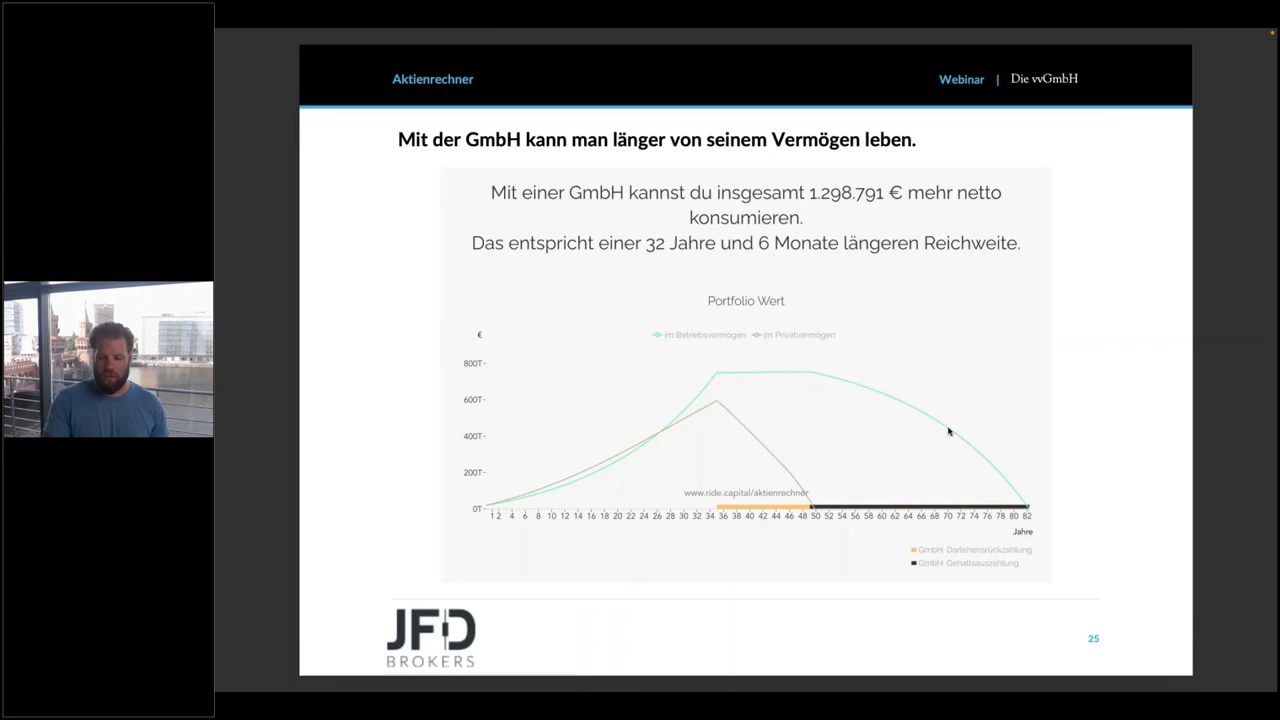 Aktienrechner
Webinar | Die vvGmbH
Mit der GmbH kann man länger von seinem Vermögen leben.
Mit einer GmbH kannst du insgesamt 1.298.791 € mehr netto
konsumieren.
Das entspricht einer 32 Jahre und 6 Monate längeren Reichweite.
Portfolio Wert
im Betriebsvermögen im Privatvermögen
€
800T
600T
400T
200T
0T
www.ride.capital/aktienrechner
1 2 4 6 8 10 12 14 16 18 20 22 24 26 28 30 32 34 36 38 40 42 44 46 48 50 52 54 56 58 60 62 64 66 68 70 72 74 76 78 80 82
Jahre
GmbH: Darlehensrückzahlung
GmbH: Gehaltsauszahlung
JFD
BROKERS
25